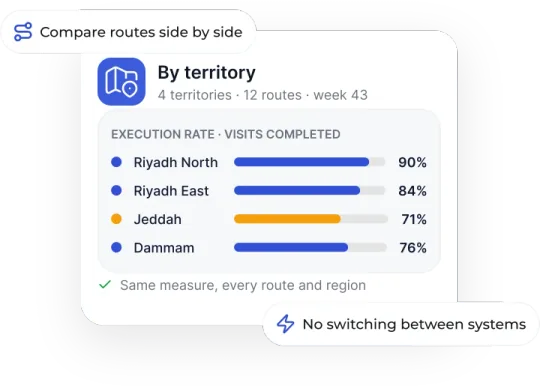 Compare routes side by side
By territory
4 territories · 12 routes · week 43
EXECUTION RATE · VISITS COMPLETED
Riyadh North 90%
Riyadh East 84%
Jeddah 71%
Dammam 76%
Same measure, every route and region
No switching between systems